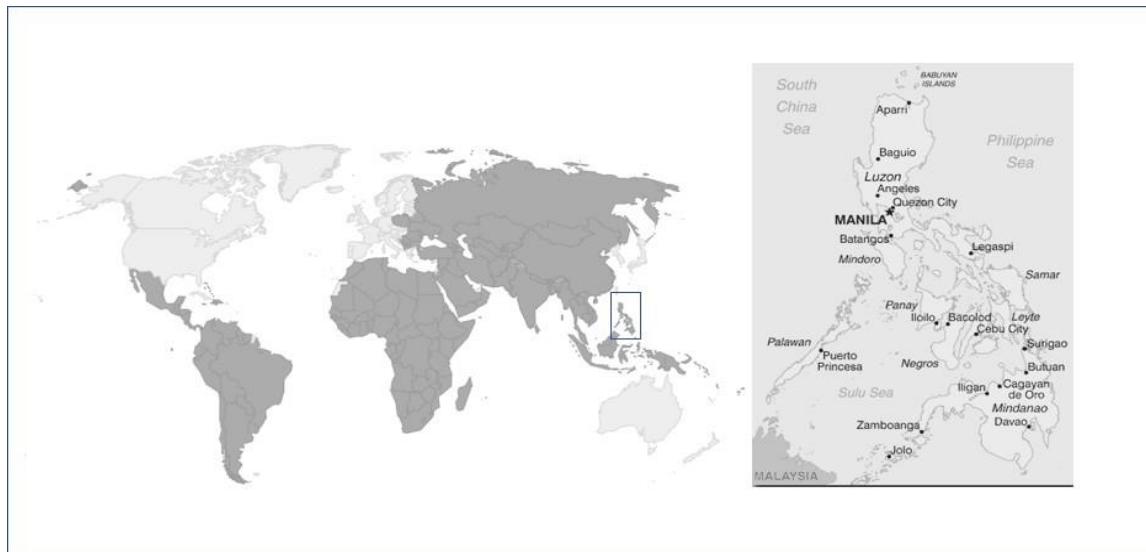 BABUYAN
ISLANDS
South
China
Sea
Aparri
Philippine
Sea
Baguio
Luzon
Angeles
Quezon City
MANILA
Batangos
Legaspi
Mindoro
Samar
Panay
Iloilo
Bacolod
Leyte
Cebu City
Surigao
Palawan
Puerto
Princesa
Negros
Butuan
Sulu Sea
Iligan
Cagayan
de Oro
Mindanao
Davao
Zamboanga
Jolo
MALAYSIA